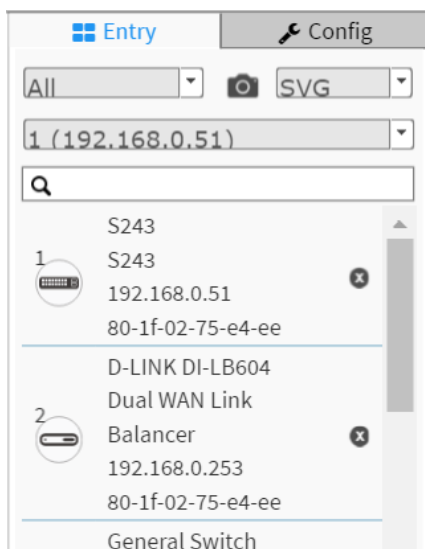 Entry Config
All SVG
1 (192.168.0.51)
S243
1 S243
192.168.0.51
80-1f-02-75-e4-ee
D-LINK DI-LB604
Dual WAN Link
2 Balancer
192.168.0.253
80-1f-02-75-e4-ee
General Switch